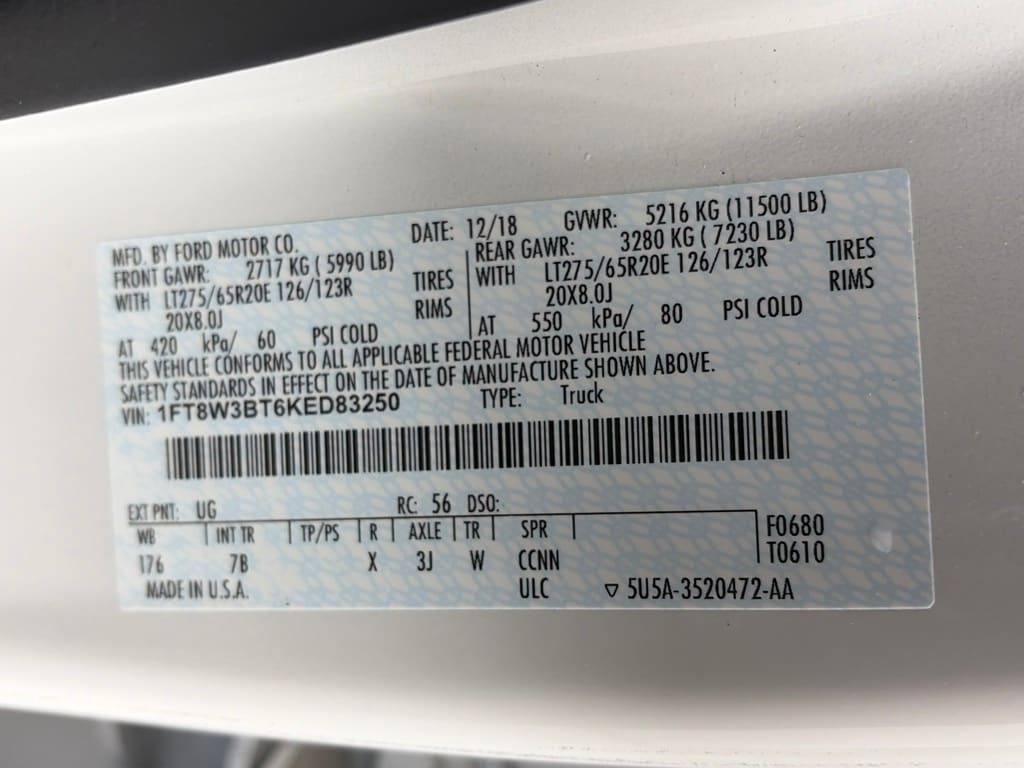 MFD. BY FORD MOTOR CO. DATE: 12/18 GVWR: 5216 KG (11500 LB)
FRONT GAWR: 2717 KG ( 5990 LB) REAR GAWR: 3280 KG ( 7230 LB)
WITH LT275/65R20E 126/123R TIRES WITH LT275/65R20E 126/123R TIRES
20X8.0J RIMS 20X8.0J RIMS
AT 420 kPa/ 60 PSI COLD AT 550 kPa/ 80 PSI COLD
THIS VEHICLE CONFORMS TO ALL APPLICABLE FEDERAL MOTOR VEHICLE
SAFETY STANDARDS IN EFFECT ON THE DATE OF MANUFACTURE SHOWN ABOVE.
VIN: 1FT8W3BT6KED83250 TYPE: Truck
EXT PNT: UG RC: 56 DSO:
WB INT TR TP/PS R AXLE TR SPR F0680
176 7B X 3J W CCNN T0610
MADE IN U.S.A. ULC ▽ 5U5A-3520472-AA